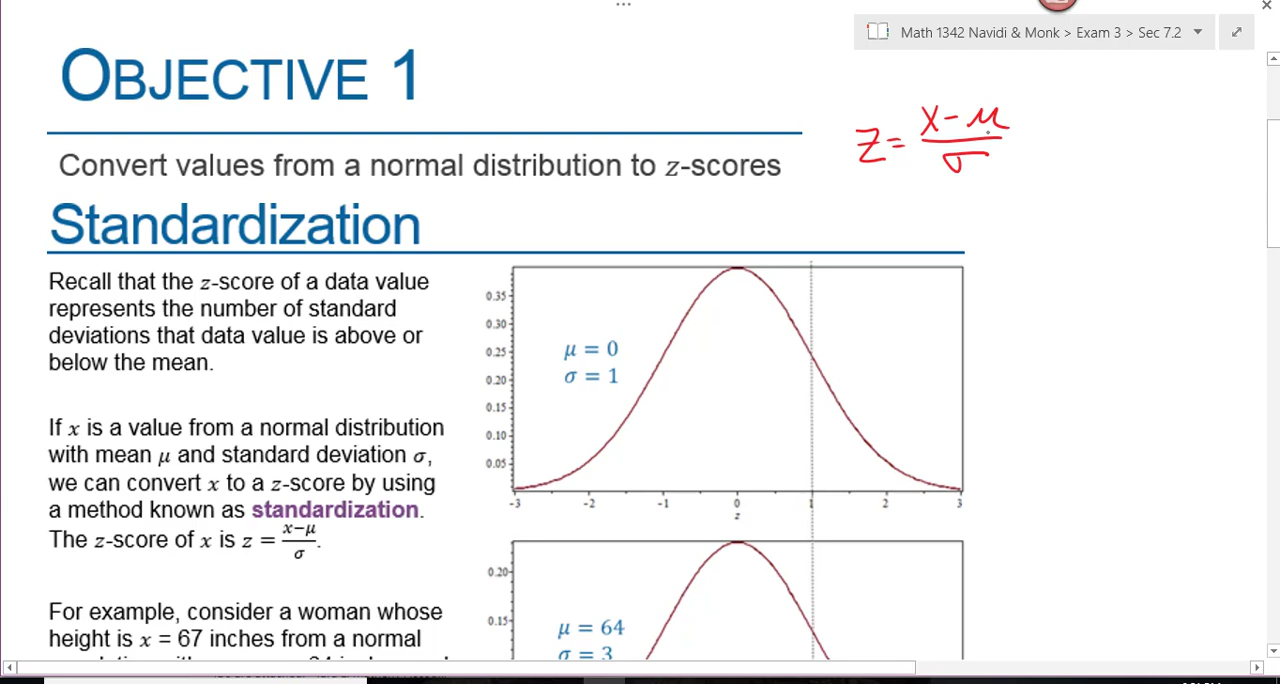 Math 1342 Navidi & Monk > Exam 3 > Sec 7.2
OBJECTIVE 1
z = x - μ
σ
Convert values from a normal distribution to z-scores
Standardization
Recall that the z-score of a data value
represents the number of standard
deviations that data value is above or
below the mean.
If x is a value from a normal distribution
with mean μ and standard deviation σ,
we can convert x to a z-score by using
a method known as standardization.
The z-score of x is z = x−μ
σ.
For example, consider a woman whose
height is x = 67 inches from a normal
0.35
0.30
0.25
0.20
0.15
0.10
0.05
μ = 0
σ = 1
-3 -2 -1 0 1 2 3
z
0.20
0.15
μ = 64
σ = 3